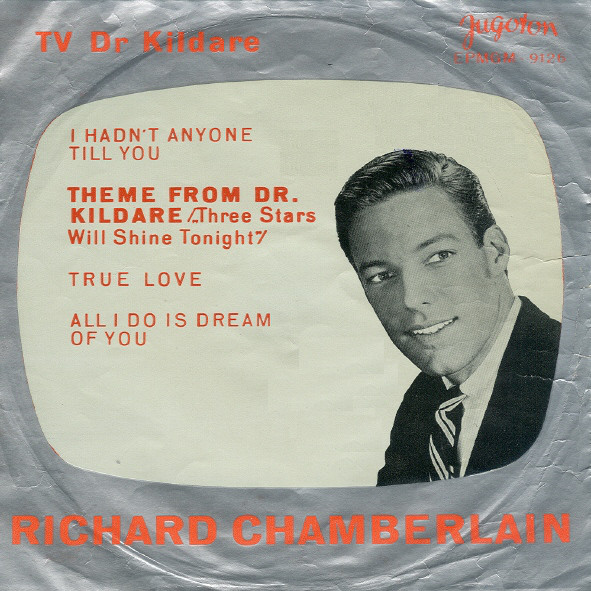 TV Dr Kildare
Jugoton
EPMGM - 9126
I HADN'T ANYONE
TILL YOU
THEME FROM DR.
KILDARE /„Three Stars
Will Shine Tonight"/
TRUE LOVE
ALL I DO IS DREAM
OF YOU
RICHARD CHAMBERLAIN